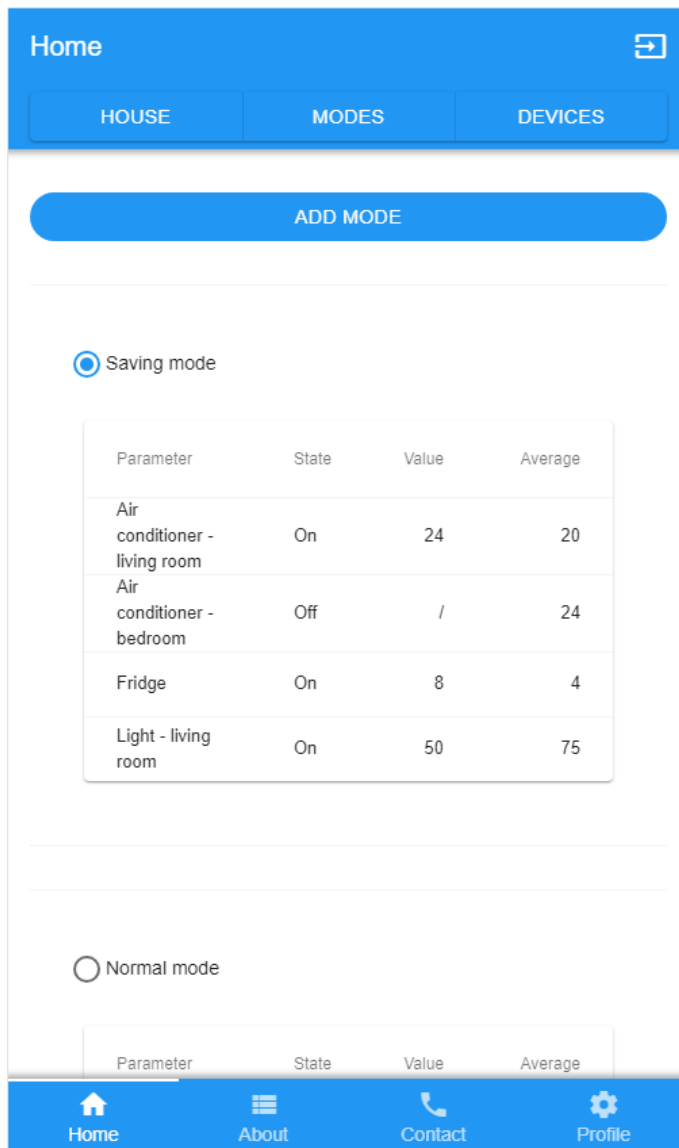 Home
HOUSE MODES DEVICES
ADD MODE
Saving mode
Parameter State Value Average
Air
conditioner - On 24 20
living room
Air
conditioner - Off / 24
bedroom
Fridge On 8 4
Light - living
room On 50 75
Normal mode
Parameter State Value Average
Home About Contact Profile